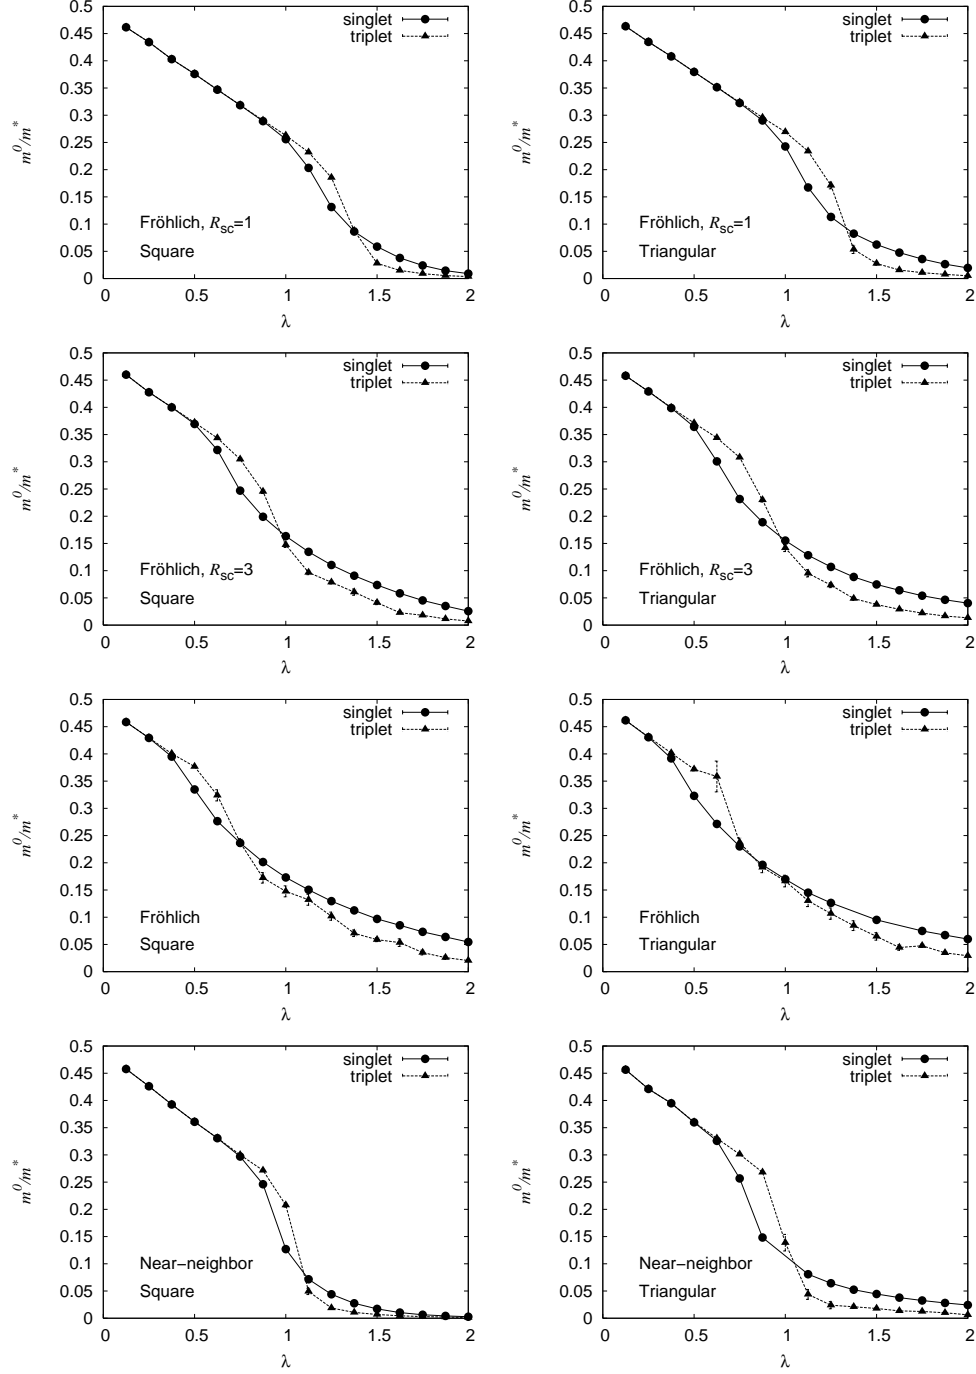 0.5
0.45
0.4
0.35
0.3
0.25
0.2
0.15
0.1
0.05
0
m⁰/m*
singlet
triplet
Fröhlich, Rsc=1
Square
0 0.5 1 1.5 2
λ
0.5
0.45
0.4
0.35
0.3
0.25
0.2
0.15
0.1
0.05
0
m⁰/m*
singlet
triplet
Fröhlich, Rsc=1
Triangular
0 0.5 1 1.5 2
λ
0.5
0.45
0.4
0.35
0.3
0.25
0.2
0.15
0.1
0.05
0
m⁰/m*
singlet
triplet
Fröhlich, Rsc=3
Square
0 0.5 1 1.5 2
λ
0.5
0.45
0.4
0.35
0.3
0.25
0.2
0.15
0.1
0.05
0
m⁰/m*
singlet
triplet
Fröhlich, Rsc=3
Triangular
0 0.5 1 1.5 2
λ
0.5
0.45
0.4
0.35
0.3
0.25
0.2
0.15
0.1
0.05
0
m⁰/m*
singlet
triplet
Fröhlich
Square
0 0.5 1 1.5 2
λ
0.5
0.45
0.4
0.35
0.3
0.25
0.2
0.15
0.1
0.05
0
m⁰/m*
singlet
triplet
Fröhlich
Triangular
0 0.5 1 1.5 2
λ
0.5
0.45
0.4
0.35
0.3
0.25
0.2
0.15
0.1
0.05
0
m⁰/m*
singlet
triplet
Near−neighbor
Square
0 0.5 1 1.5 2
λ
0.5
0.45
0.4
0.35
0.3
0.25
0.2
0.15
0.1
0.05
0
m⁰/m*
singlet
triplet
Near−neighbor
Triangular
0 0.5 1 1.5 2
λ